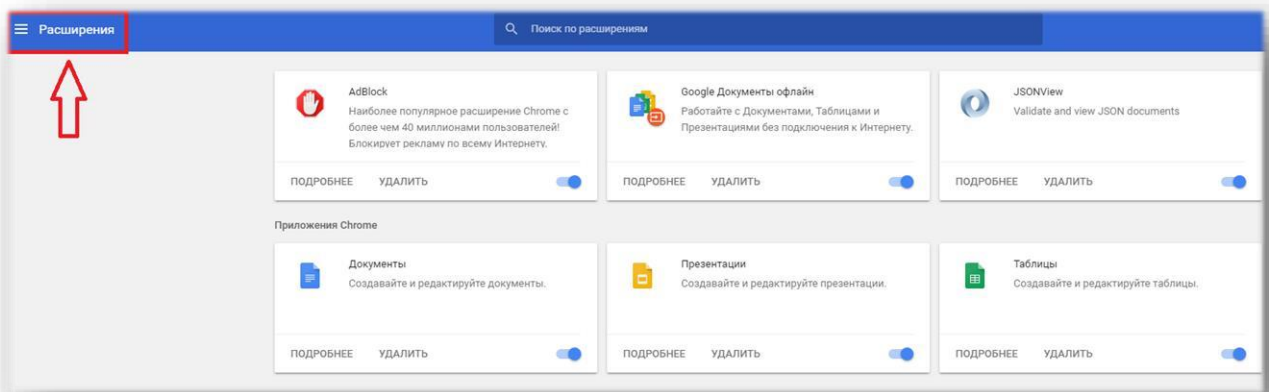 Расширения
Поиск по расширениям
AdBlock
Наиболее популярное расширение Chrome с
более чем 40 миллионами пользователей!
Блокирует рекламу по всему Интернету.
ПОДРОБНЕЕ УДАЛИТЬ
Google Документы офлайн
Работайте с Документами, Таблицами и
Презентациями без подключения к Интернету.
ПОДРОБНЕЕ УДАЛИТЬ
JSONView
Validate and view JSON documents
ПОДРОБНЕЕ УДАЛИТЬ
Приложения Chrome
Документы
Создавайте и редактируйте документы.
ПОДРОБНЕЕ УДАЛИТЬ
Презентации
Создавайте и редактируйте презентации.
ПОДРОБНЕЕ УДАЛИТЬ
Таблицы
Создавайте и редактируйте таблицы.
ПОДРОБНЕЕ УДАЛИТЬ